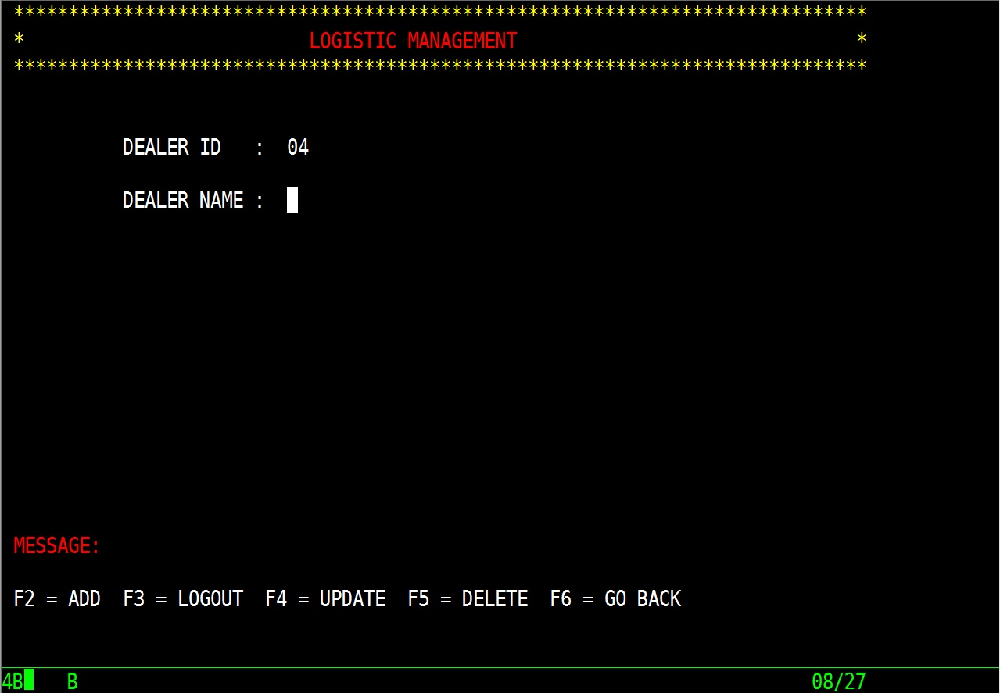 ******************************************************************************
* LOGISTIC MANAGEMENT *
******************************************************************************
DEALER ID : 04
DEALER NAME :
MESSAGE:
F2 = ADD F3 = LOGOUT F4 = UPDATE F5 = DELETE F6 = GO BACK
4B B 08/27